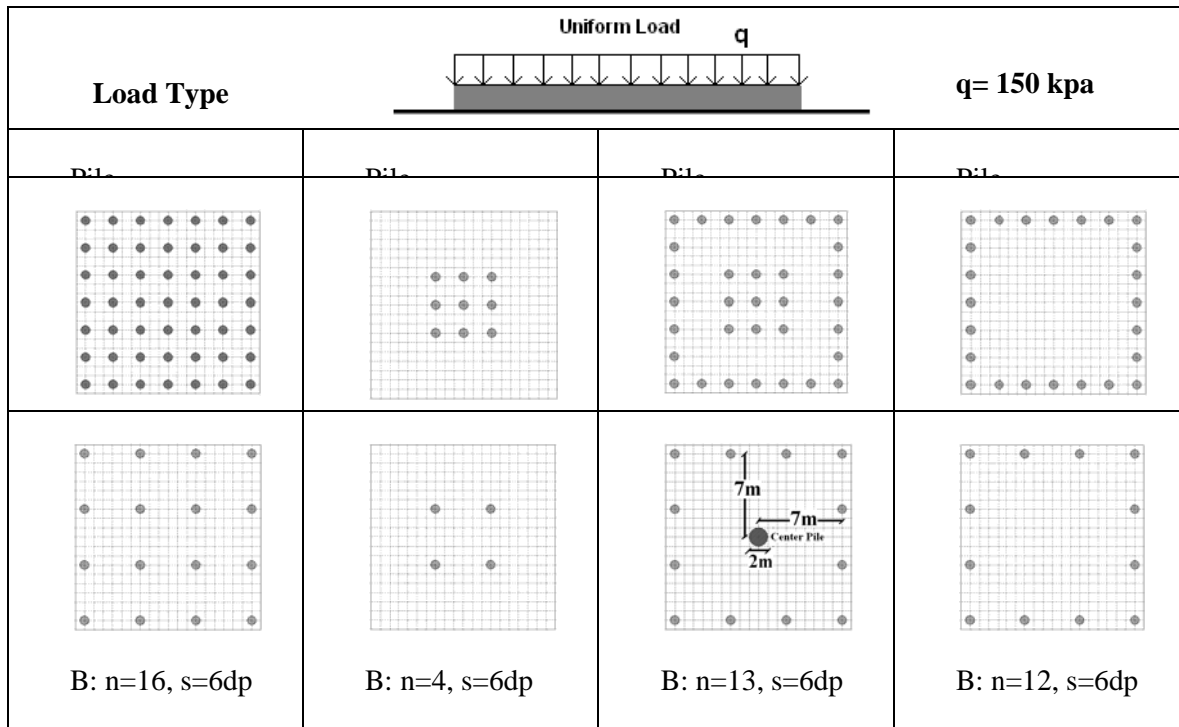 Uniform Load
q
Load Type
q= 150 kpa
7m
7m
Center Pile
2m
B: n=16, s=6dp
B: n=4, s=6dp
B: n=13, s=6dp
B: n=12, s=6dp